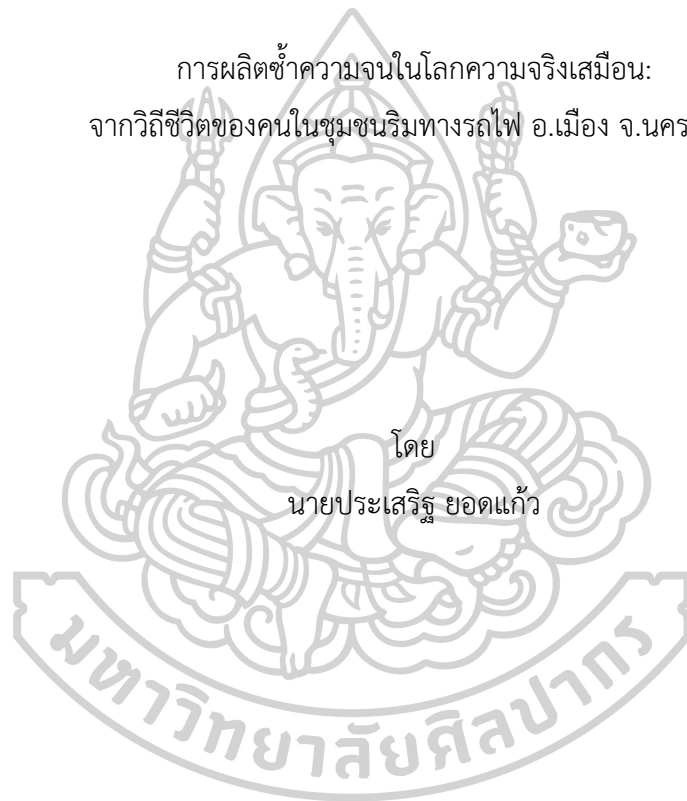 การผลิตซ้ำความจนในโลกความจริงเสมือน:
จากวิถีชีวิตของคนในชุมชนริมทางรถไฟ อ.เมือง จ.นคร
โดย
นายประเสริฐ ยอดแก้ว
มหาวิทยาลัยศิลปากร